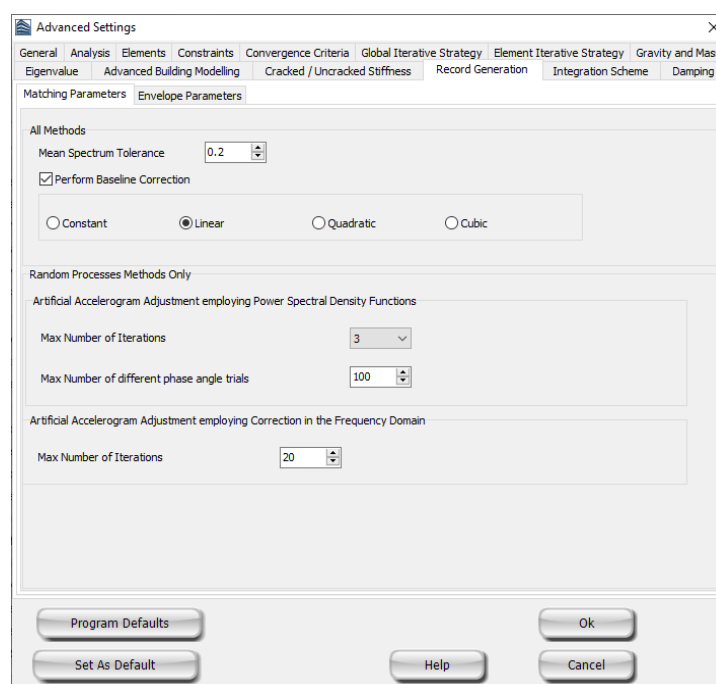 Advanced Settings
General Analysis Elements Constraints Convergence Criteria Global Iterative Strategy Element Iterative Strategy Gravity and Mas
Eigenvalue Advanced Building Modelling Cracked / Uncracked Stiffness Record Generation Integration Scheme Damping
Matching Parameters Envelope Parameters
All Methods
Mean Spectrum Tolerance 0.2
Perform Baseline Correction
Constant Linear Quadratic Cubic
Random Processes Methods Only
Artificial Accelerogram Adjustment employing Power Spectral Density Functions
Max Number of Iterations 3
Max Number of different phase angle trials 100
Artificial Accelerogram Adjustment employing Correction in the Frequency Domain
Max Number of Iterations 20
Program Defaults Ok
Set As Default Help Cancel